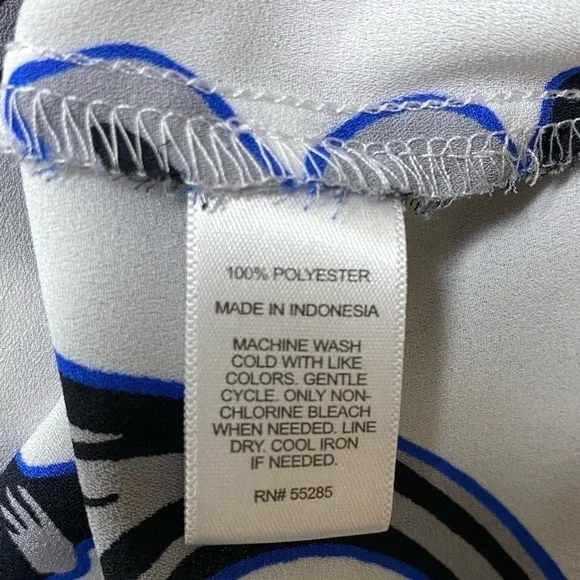 100% POLYESTER
MADE IN INDONESIA
MACHINE WASH
COLD WITH LIKE
COLORS. GENTLE
CYCLE. ONLY NON-
CHLORINE BLEACH
WHEN NEEDED. LINE
DRY. COOL IRON
IF NEEDED.
RN# 55285